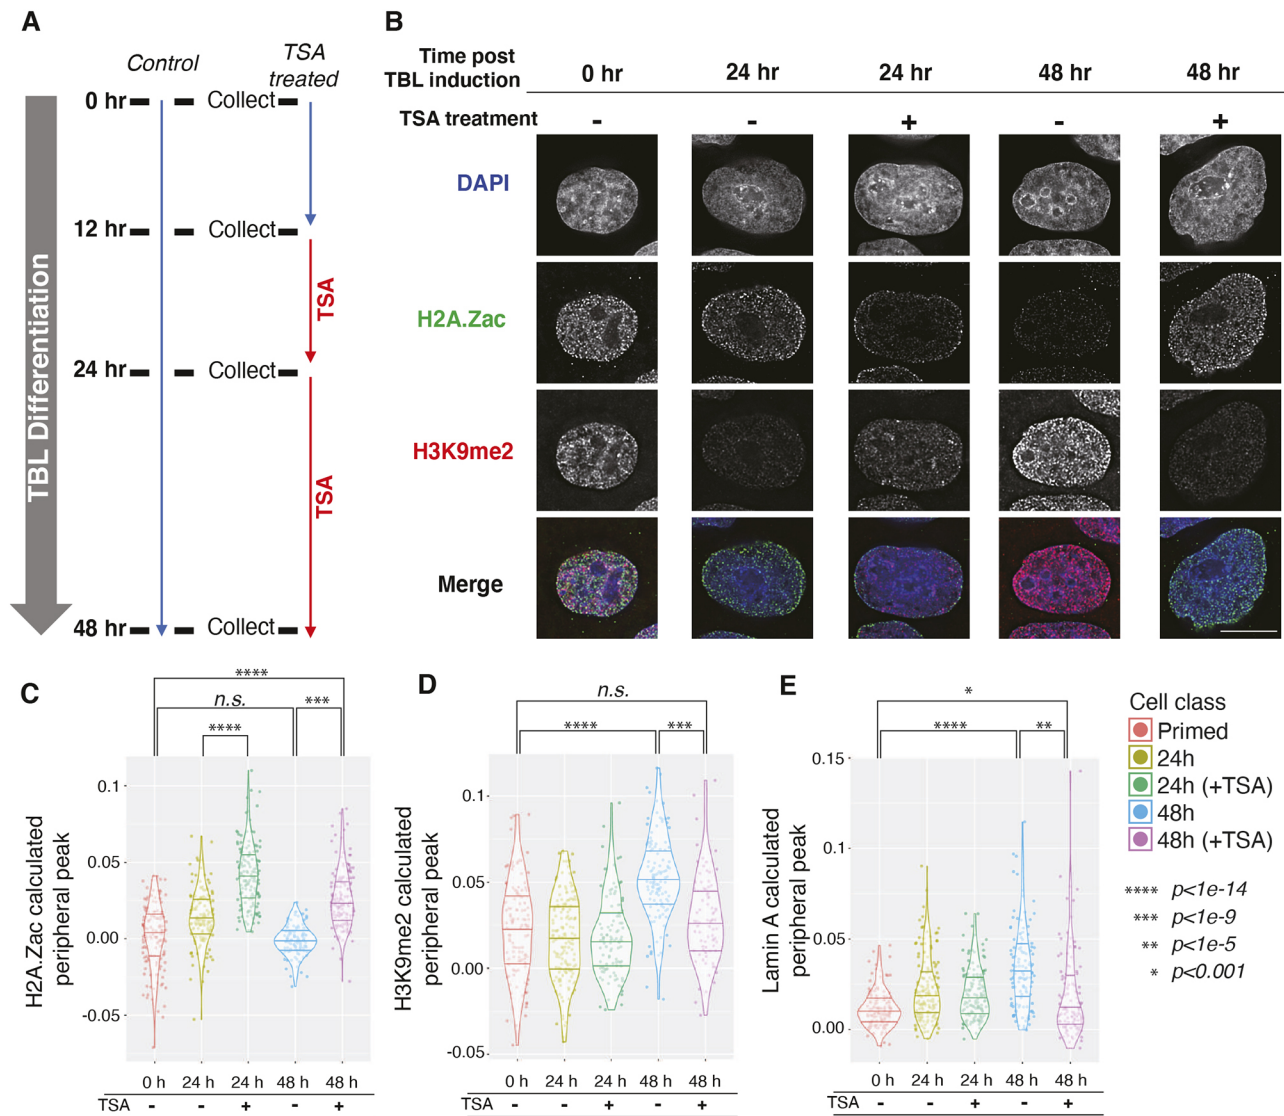 A
Control
TSA
treated
0 hr
Collect
12 hr
Collect
TSA
24 hr
Collect
TSA
48 hr
Collect
TBL Differentiation
B
Time post
TBL induction
0 hr 24 hr 24 hr 48 hr 48 hr
TSA treatment - - + - +
DAPI
H2A.Zac
H3K9me2
Merge
C
****
n.s.
***
****
H2A.Zac calculated
peripheral peak
0.1
0.05
0.00
-0.05
0 h 24 h 24 h 48 h 48 h
TSA - - + - +
D
n.s.
****
***
H3K9me2 calculated
peripheral peak
0.1
0.05
0.00
-0.05
0 h 24 h 24 h 48 h 48 h
TSA - - + - +
E
*
****
**
Lamin A calculated
peripheral peak
0.15
0.1
0.05
0.00
0 h 24 h 24 h 48 h 48 h
TSA - - + - +
Cell class
Primed
24h
24h (+TSA)
48h
48h (+TSA)
**** p<1e-14
*** p<1e-9
** p<1e-5
* p<0.001